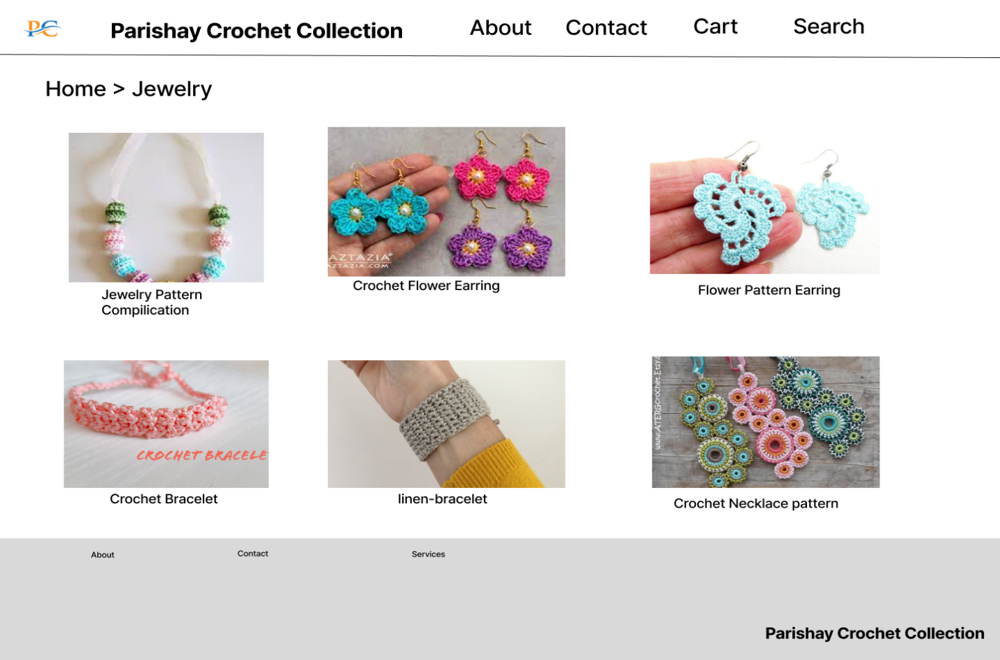 PC
Parishay Crochet Collection
About
Contact
Cart
Search
Home > Jewelry
AZTAZIA®
AZTAZIA.COM
Jewelry Pattern
Compilication
Crochet Flower Earring
Flower Pattern Earring
CROCHET BRACELE
www.ATERGcrochet.Etsy.c
Crochet Bracelet
linen-bracelet
Crochet Necklace pattern
About
Contact
Services
Parishay Crochet Collection